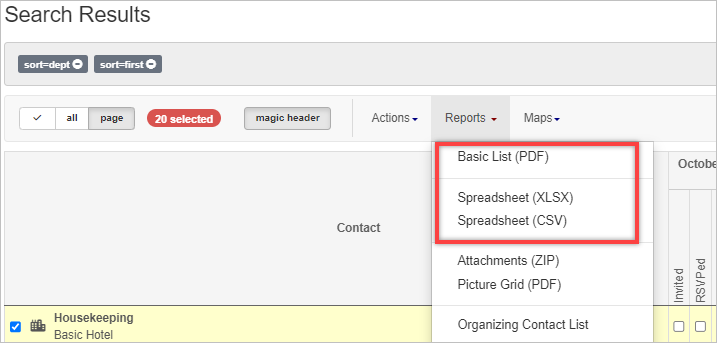 Search Results
sort=dept sort=first
all page 20 selected magic header Actions Reports Maps
Basic List (PDF)
Spreadsheet (XLSX)
Spreadsheet (CSV)
Attachments (ZIP)
Picture Grid (PDF)
Organizing Contact List
Contact
Octobe
Invited
RSVPed
Housekeeping
Basic Hotel